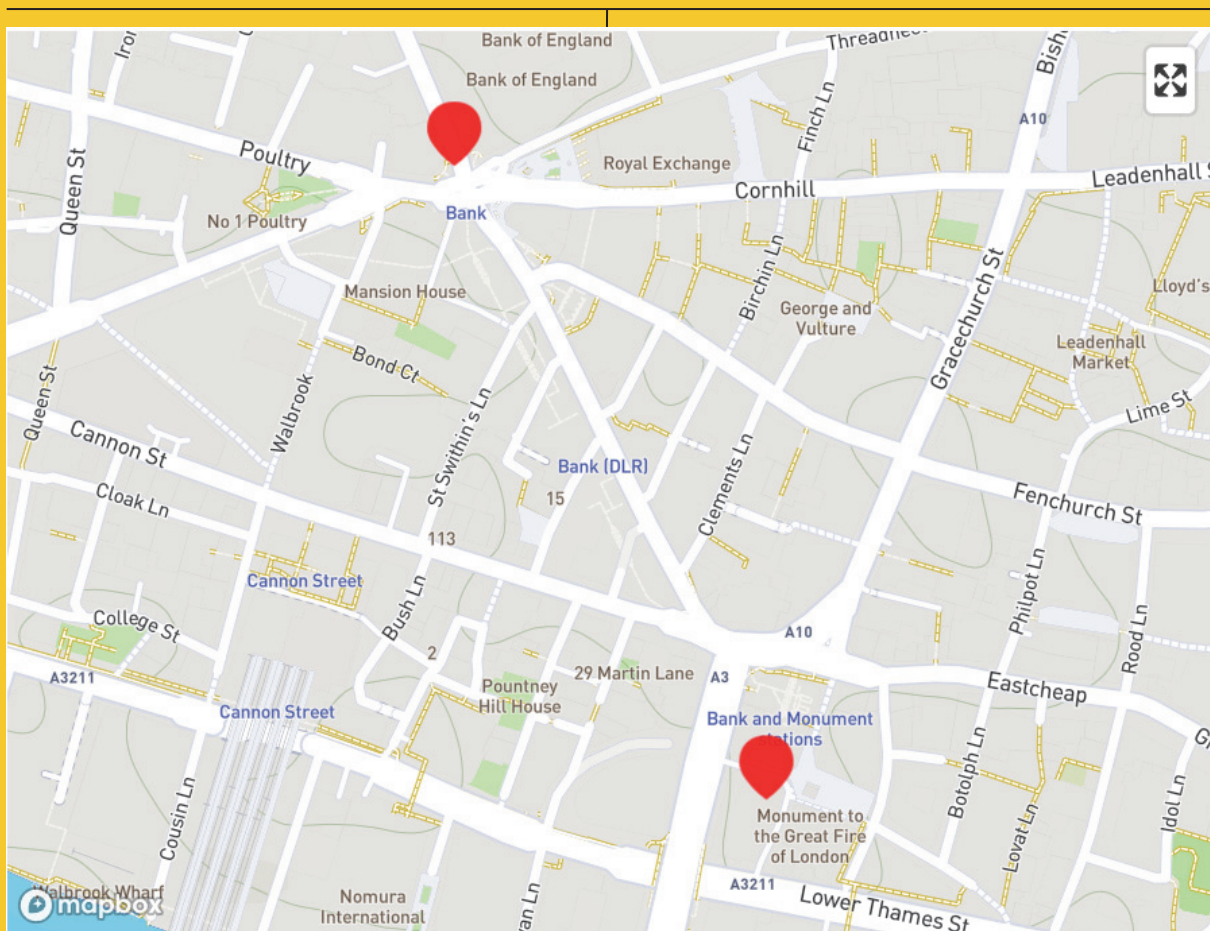 Bank of England
Threadnee
Bish
Iron
Bank of England
A10
Finch Ln
Poultry
Royal Exchange
Cornhill
Leadenhall S
Queen St
No 1 Poultry
Bank
Mansion House
Birchin Ln
George and
Vulture
Gracechurch St
Lloyd's
Leadenhall
Market
Bond Ct
Lime St
Queen St
Walbrook
St Swithin's Ln
Cannon St
Bank (DLR)
Cloak Ln
15
Clements Ln
Fenchurch St
113
Cannon Street
Bush Ln
Philpot Ln
Rood Ln
College St
2
A10
A3211
29 Martin Lane
A3
Eastcheap
Pountney
Hill House
Cannon Street
Bank and Monument
stations
Botolph Ln
Lovat Ln
Idol Ln
Cousin Ln
Monument to
the Great Fire
of London
A3211
Lower Thames St
Walbrook Wharf
mapbox
Nomura
International